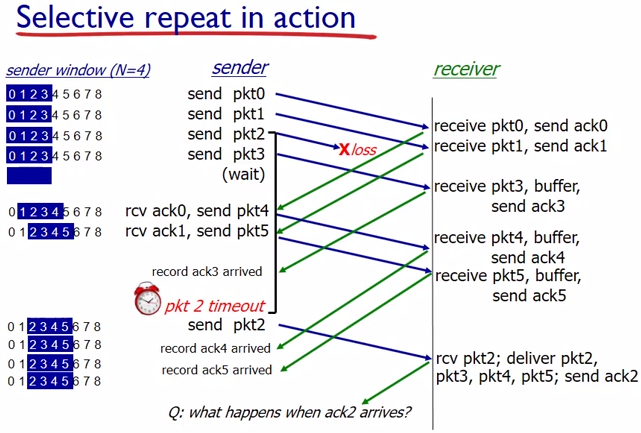 Selective repeat in action
sender window (N=4)
sender
receiver
0 1 2 3 4 5 6 7 8
send pkt0
0 1 2 3 4 5 6 7 8
send pkt1
0 1 2 3 4 5 6 7 8
send pkt2
0 1 2 3 4 5 6 7 8
send pkt3
(wait)
X loss
receive pkt0, send ack0
receive pkt1, send ack1
receive pkt3, buffer,
send ack3
0 1 2 3 4 5 6 7 8
rcv ack0, send pkt4
0 1 2 3 4 5 6 7 8
rcv ack1, send pkt5
receive pkt4, buffer,
send ack4
receive pkt5, buffer,
send ack5
record ack3 arrived
pkt 2 timeout
0 1 2 3 4 5 6 7 8
send pkt2
0 1 2 3 4 5 6 7 8
record ack4 arrived
0 1 2 3 4 5 6 7 8
record ack5 arrived
0 1 2 3 4 5 6 7 8
rcv pkt2; deliver pkt2,
pkt3, pkt4, pkt5; send ack2
Q: what happens when ack2 arrives?